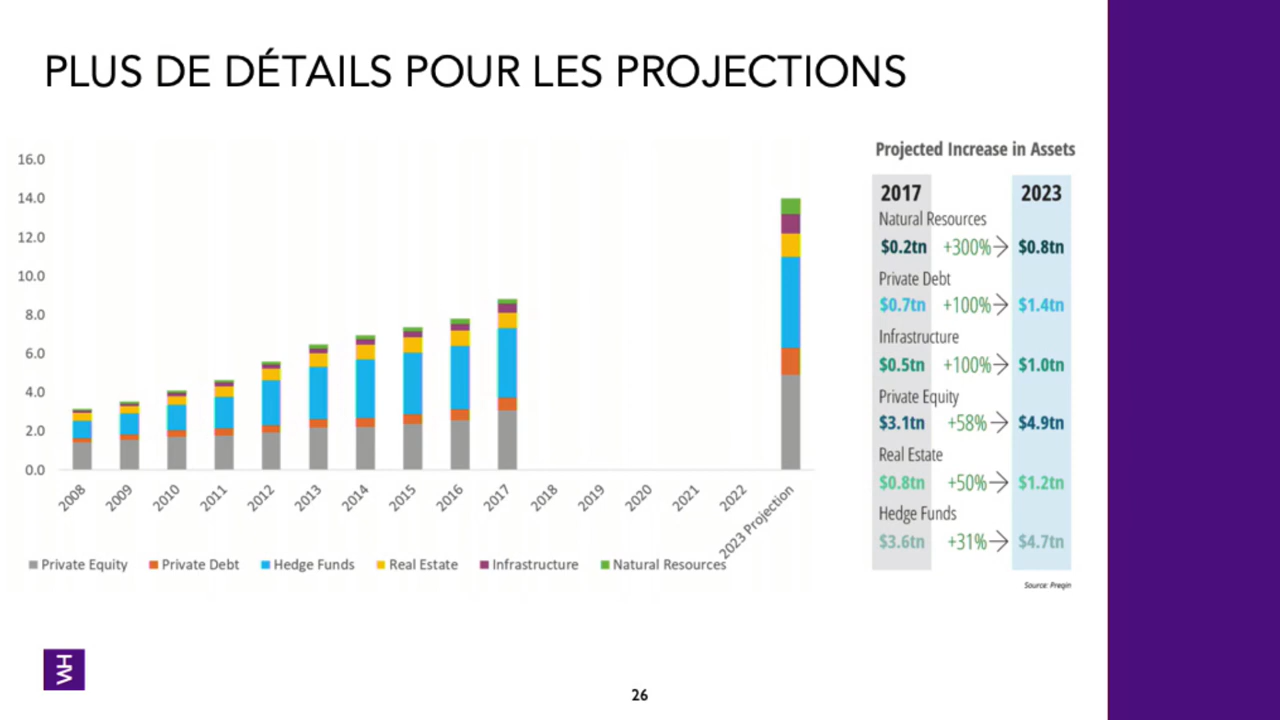 PLUS DE DÉTAILS POUR LES PROJECTIONS
16.0
14.0
12.0
10.0
8.0
6.0
4.0
2.0
0.0
2008
2009
2010
2011
2012
2013
2014
2015
2016
2017
2018
2019
2020
2021
2022
2023 Projection
Private Equity
Private Debt
Hedge Funds
Real Estate
Infrastructure
Natural Resources
Projected Increase in Assets
2017 2023
Natural Resources
$0.2tn +300% $0.8tn
Private Debt
$0.7tn +100% $1.4tn
Infrastructure
$0.5tn +100% $1.0tn
Private Equity
$3.1tn +58% $4.9tn
Real Estate
$0.8tn +50% $1.2tn
Hedge Funds
$3.6tn +31% $4.7tn
Source: Preqin
WH
26